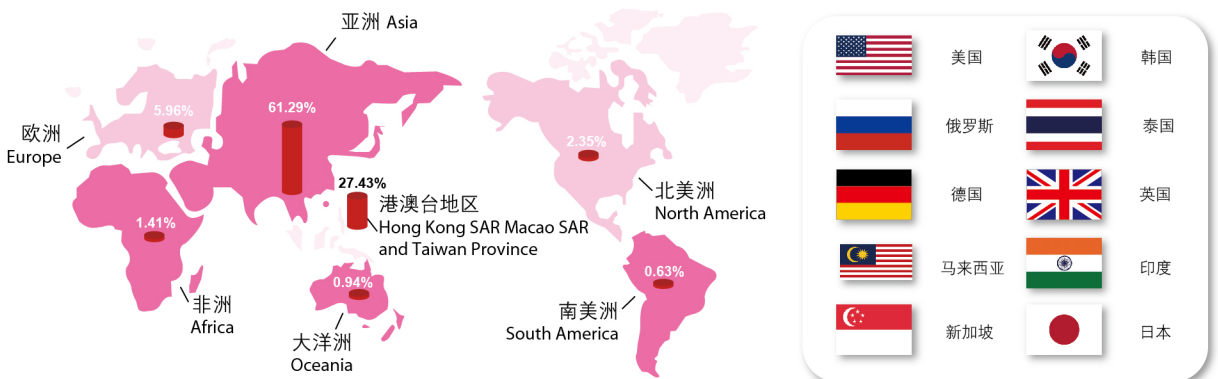 亚洲 Asia
5.96%
61.29%
欧洲
Europe
2.35%
27.43%
港澳台地区
Hong Kong SAR Macao SAR
and Taiwan Province
北美洲
North America
1.41%
0.94%
0.63%
非洲
Africa
大洋洲
Oceania
南美洲
South America
美国
韩国
俄罗斯
泰国
德国
英国
马来西亚
印度
新加坡
日本